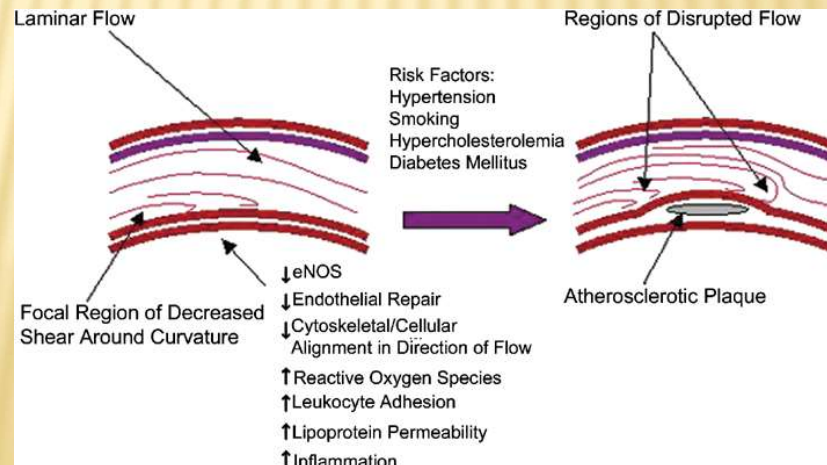 Laminar Flow
Regions of Disrupted Flow
Risk Factors:
Hypertension
Smoking
Hypercholesterolemia
Diabetes Mellitus
Focal Region of Decreased
Shear Around Curvature
↓eNOS
↓Endothelial Repair
↓Cytoskeletal/Cellular
Alignment in Direction of Flow
↑Reactive Oxygen Species
↑Leukocyte Adhesion
↑Lipoprotein Permeability
↑Inflammation
Atherosclerotic Plaque